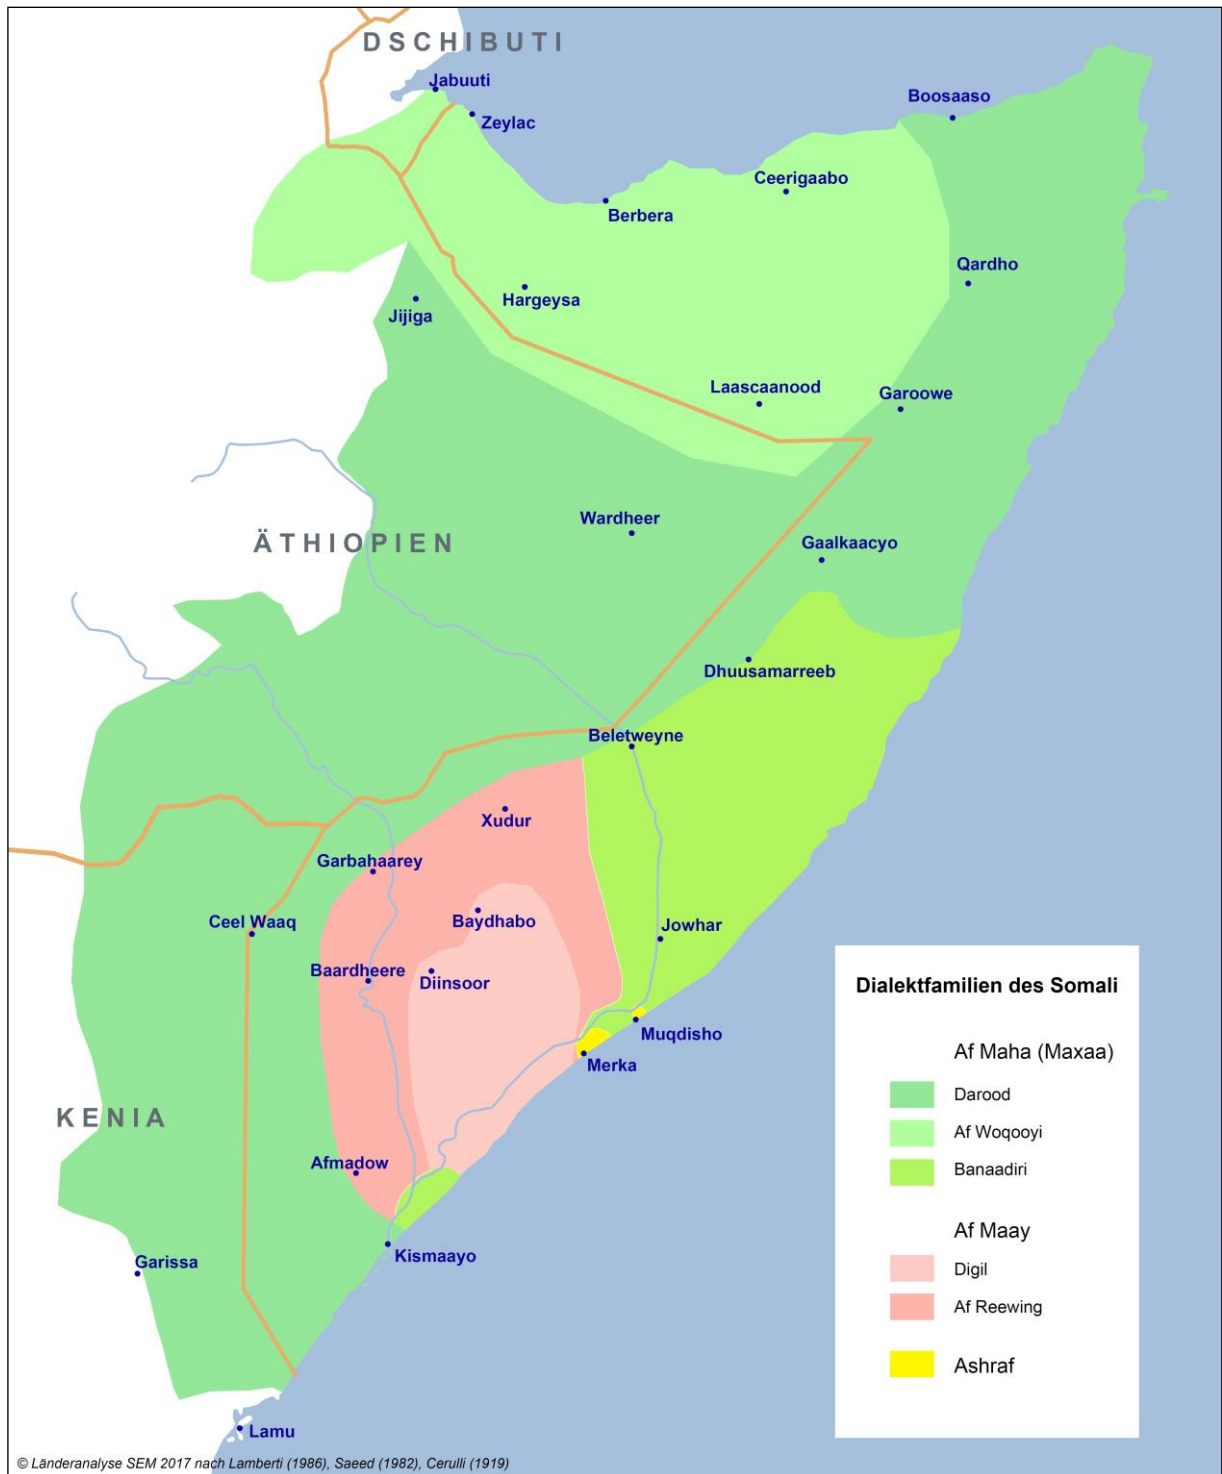 DSCHIBUTI
Jabuuti
Zeylac
Boosaaso
Ceerigaabo
Berbera
Qardho
Hargeysa
Jijiga
Laascaanood
Garoowe
Wardheer
ÄTHIOPIEN
Gaalkaacyo
Dhuusamarreeb
Beletweyne
Xudur
Garbahaarey
Ceel Waaq
Baydhabo
Jowhar
Baardheere
Diinsoor
Muqdisho
Merka
KENIA
Afmadow
Kismaayo
Garissa
Lamu
Dialektfamilien des Somali
Af Maha (Maxaa)
Darood
Af Woqooyi
Banaadiri
Af Maay
Digil
Af Reewing
Ashraf
© Länderanalyse SEM 2017 nach Lamberti (1986), Saeed (1982), Cerulli (1919)